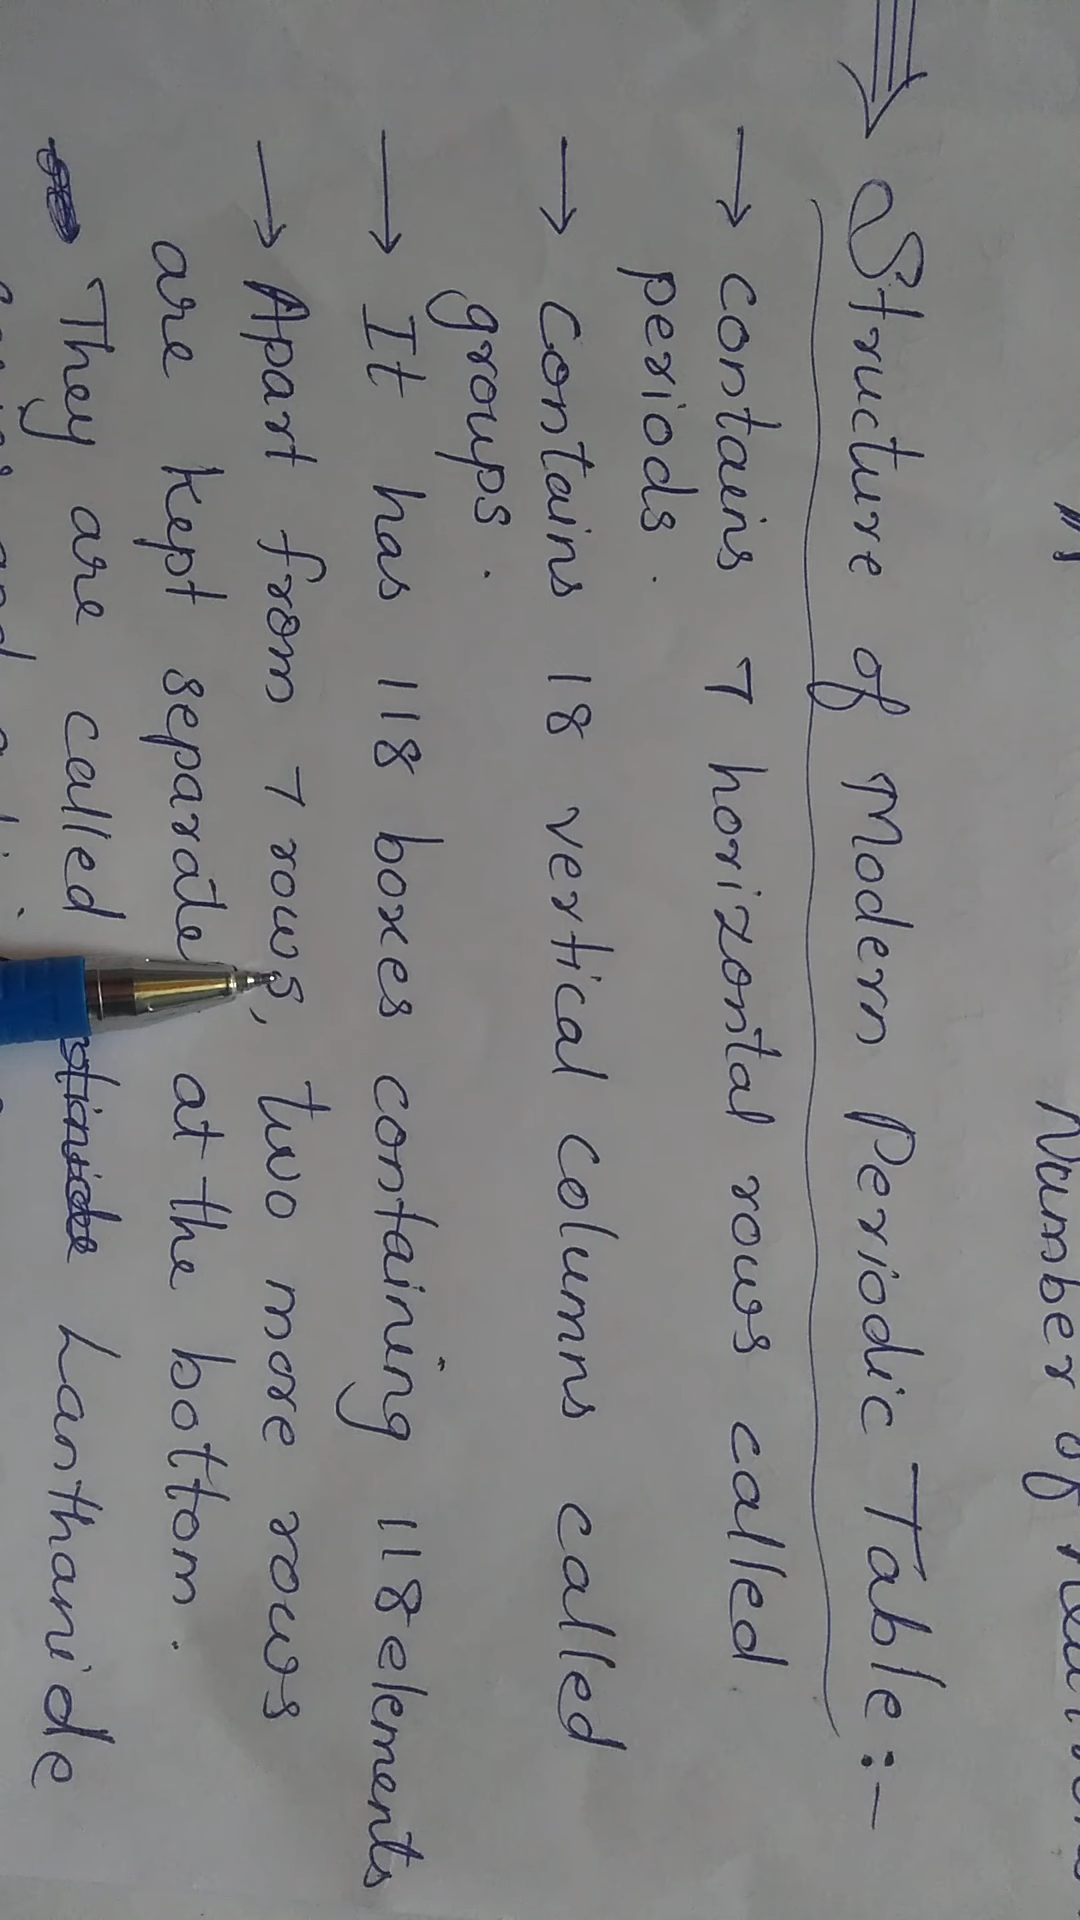 Number of
⇒ Structure of Modern Periodic Table :-
→ contains 7 horizontal rows called
periods.
→ Contains 18 vertical columns called
groups.
→ It has 118 boxes containing 118 elements
→ Apart from 7 rows, two more rows
are kept separate at the bottom.
They are called Lanthanide